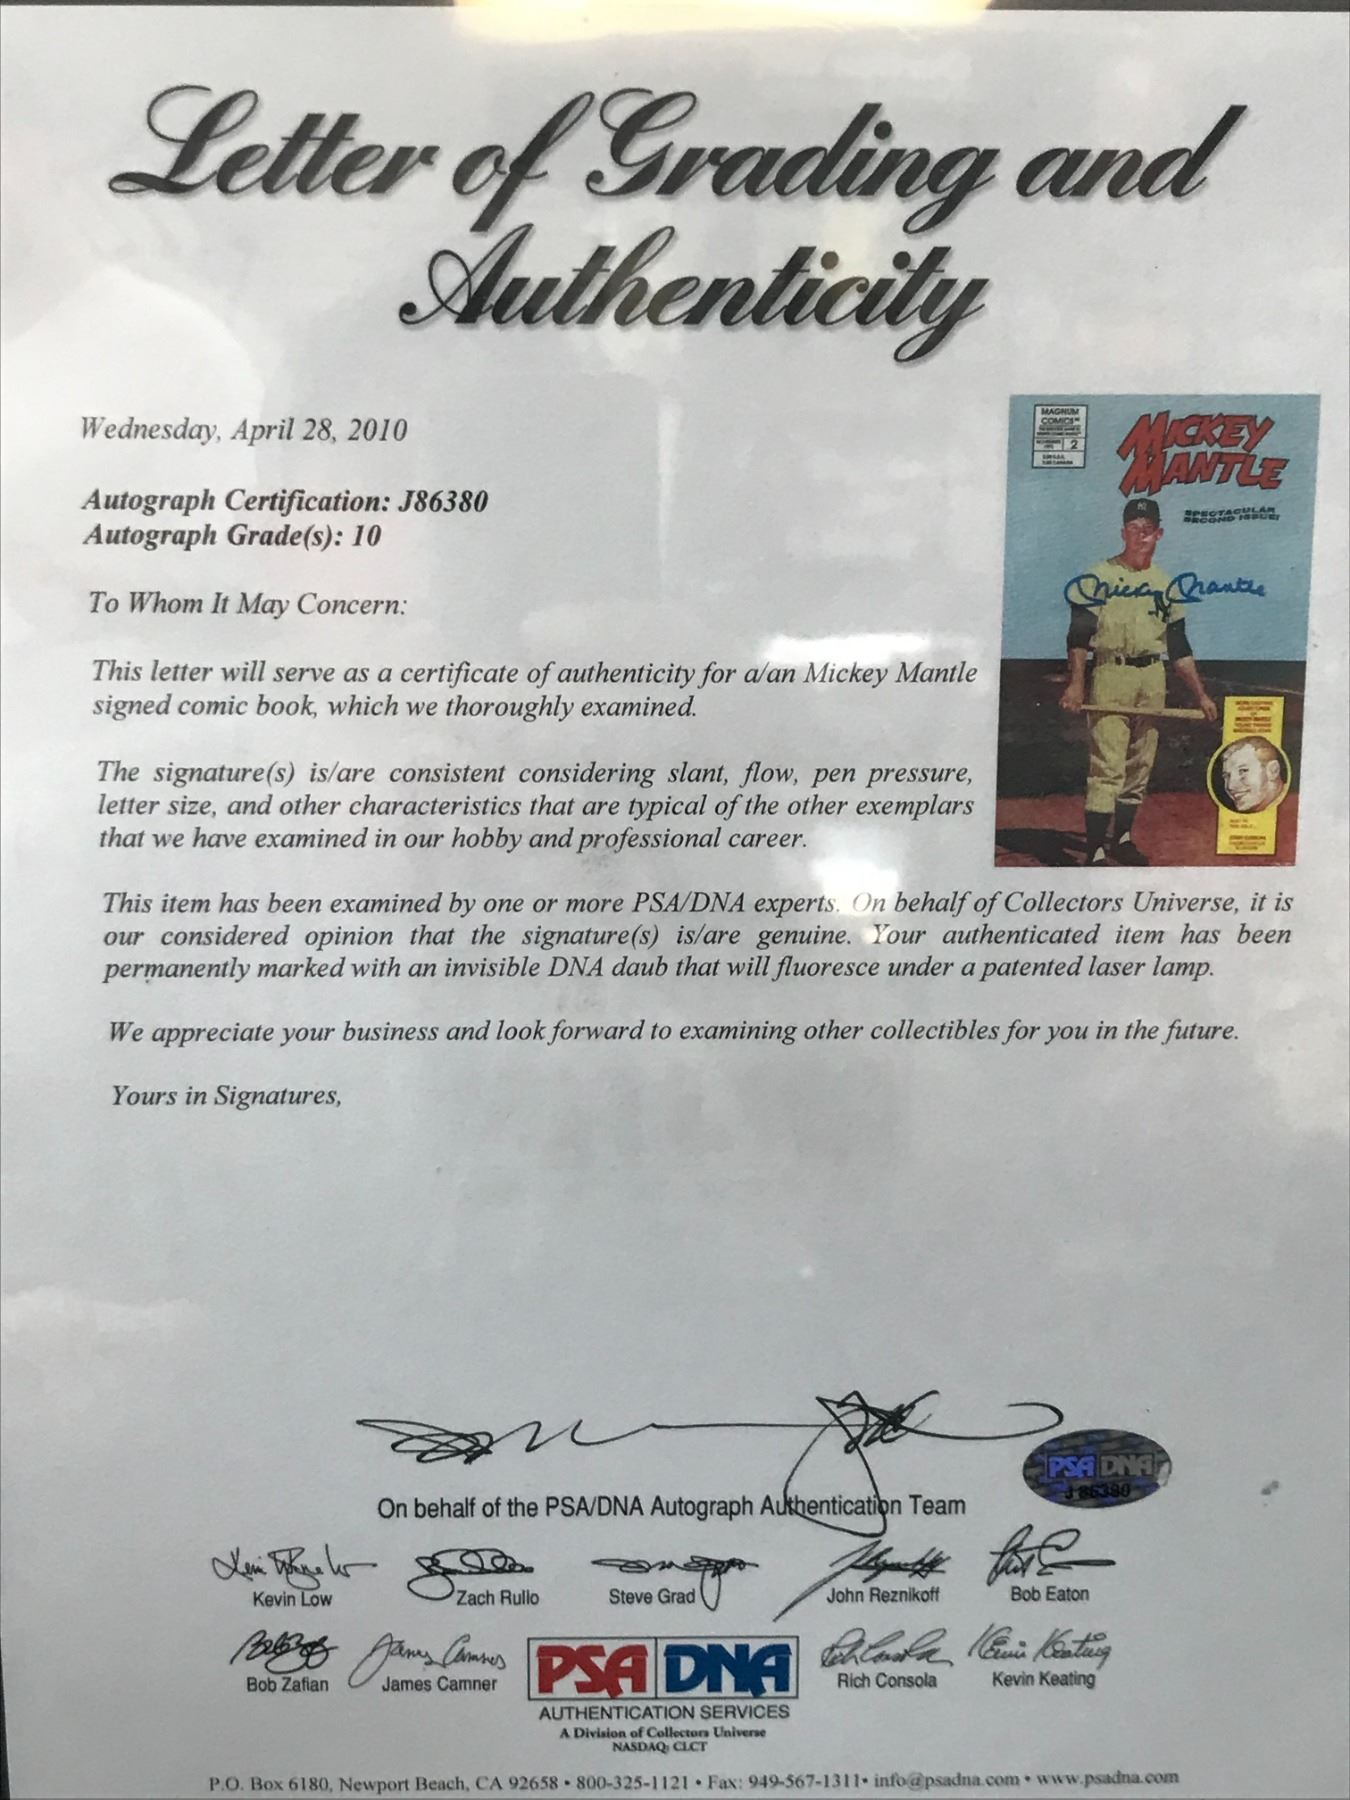 Letter of Grading and
Authenticity
Wednesday, April 28, 2010
Autograph Certification: J86380
Autograph Grade(s): 10
To Whom It May Concern:
This letter will serve as a certificate of authenticity for a/an Mickey Mantle
signed comic book, which we thoroughly examined.
The signature(s) is/are consistent considering slant, flow, pen pressure,
letter size, and other characteristics that are typical of the other exemplars
that we have examined in our hobby and professional career.
MAGNUM
COMICS
2
MICKEY
MANTLE
SPECTACULAR
SECOND ISSUE!
Mickey Mantle
This item has been examined by one or more PSA/DNA experts. On behalf of Collectors Universe, it is
our considered opinion that the signature(s) is/are genuine. Your authenticated item has been
permanently marked with an invisible DNA daub that will fluoresce under a patented laser lamp.
We appreciate your business and look forward to examining other collectibles for you in the future.
Yours in Signatures,
PSA DNA
J 86380
On behalf of the PSA/DNA Autograph Authentication Team
Kevin Low
Zach Rullo
Steve Grad
John Reznikoff
Bob Eaton
James Camner
Rich Consola
Kevin Keating
Bob Zafian
James Camner
PSA DNA
Rich Consola
Kevin Keating
AUTHENTICATION SERVICES
A Division of Collectors Universe
NASDAQ: CLCT
P.O. Box 6180, Newport Beach, CA 92658 • 800-325-1121 • Fax: 949-567-1311• info@psadna.com • www.psadna.com